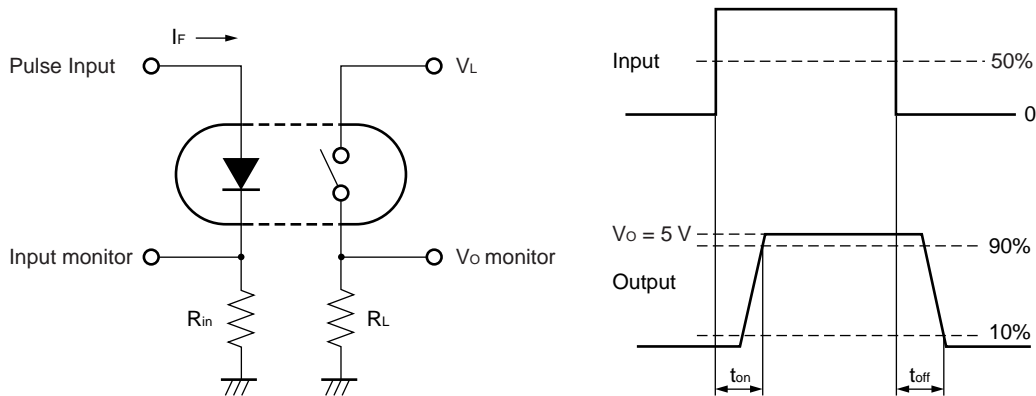 IF
Pulse Input
VL
Input monitor
VO monitor
Rin
RL
Input
50%
0
VO = 5 V
90%
Output
10%
ton
toff